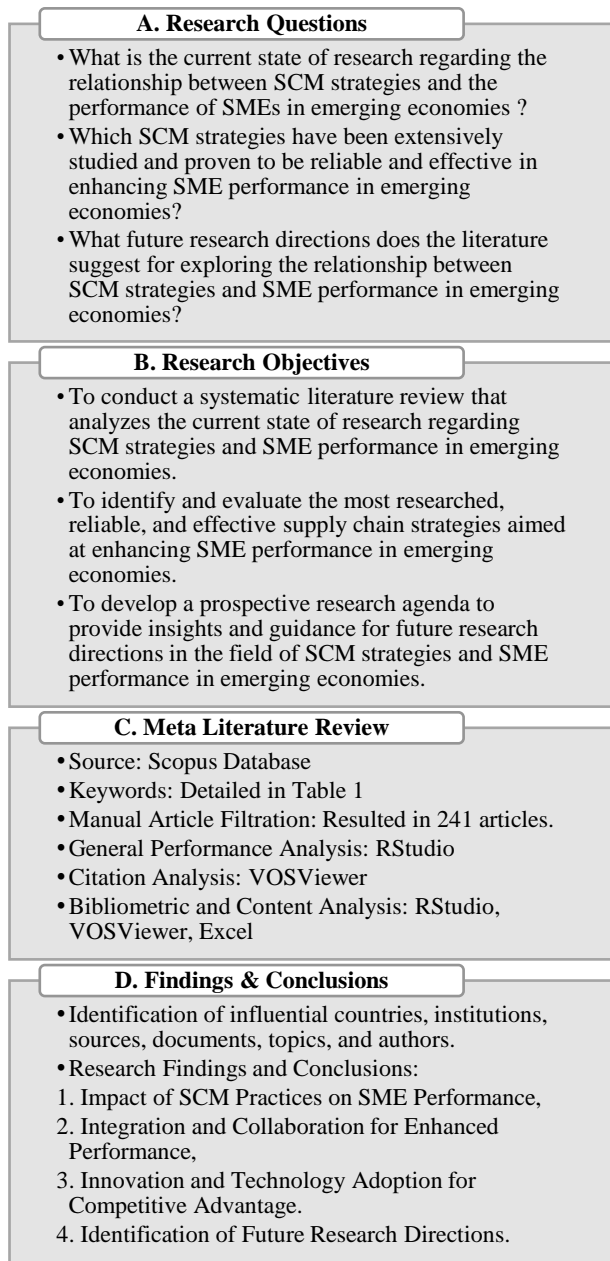 A. Research Questions
• What is the current state of research regarding the
relationship between SCM strategies and the
performance of SMEs in emerging economies ?
• Which SCM strategies have been extensively
studied and proven to be reliable and effective in
enhancing SME performance in emerging
economies?
• What future research directions does the literature
suggest for exploring the relationship between
SCM strategies and SME performance in emerging
economies?
B. Research Objectives
• To conduct a systematic literature review that
analyzes the current state of research regarding
SCM strategies and SME performance in emerging
economies.
• To identify and evaluate the most researched,
reliable, and effective supply chain strategies aimed
at enhancing SME performance in emerging
economies.
• To develop a prospective research agenda to
provide insights and guidance for future research
directions in the field of SCM strategies and SME
performance in emerging economies.
C. Meta Literature Review
• Source: Scopus Database
• Keywords: Detailed in Table 1
• Manual Article Filtration: Resulted in 241 articles.
• General Performance Analysis: RStudio
• Citation Analysis: VOSViewer
• Bibliometric and Content Analysis: RStudio,
VOSViewer, Excel
D. Findings & Conclusions
• Identification of influential countries, institutions,
sources, documents, topics, and authors.
• Research Findings and Conclusions:
1. Impact of SCM Practices on SME Performance,
2. Integration and Collaboration for Enhanced
Performance,
3. Innovation and Technology Adoption for
Competitive Advantage.
4. Identification of Future Research Directions.